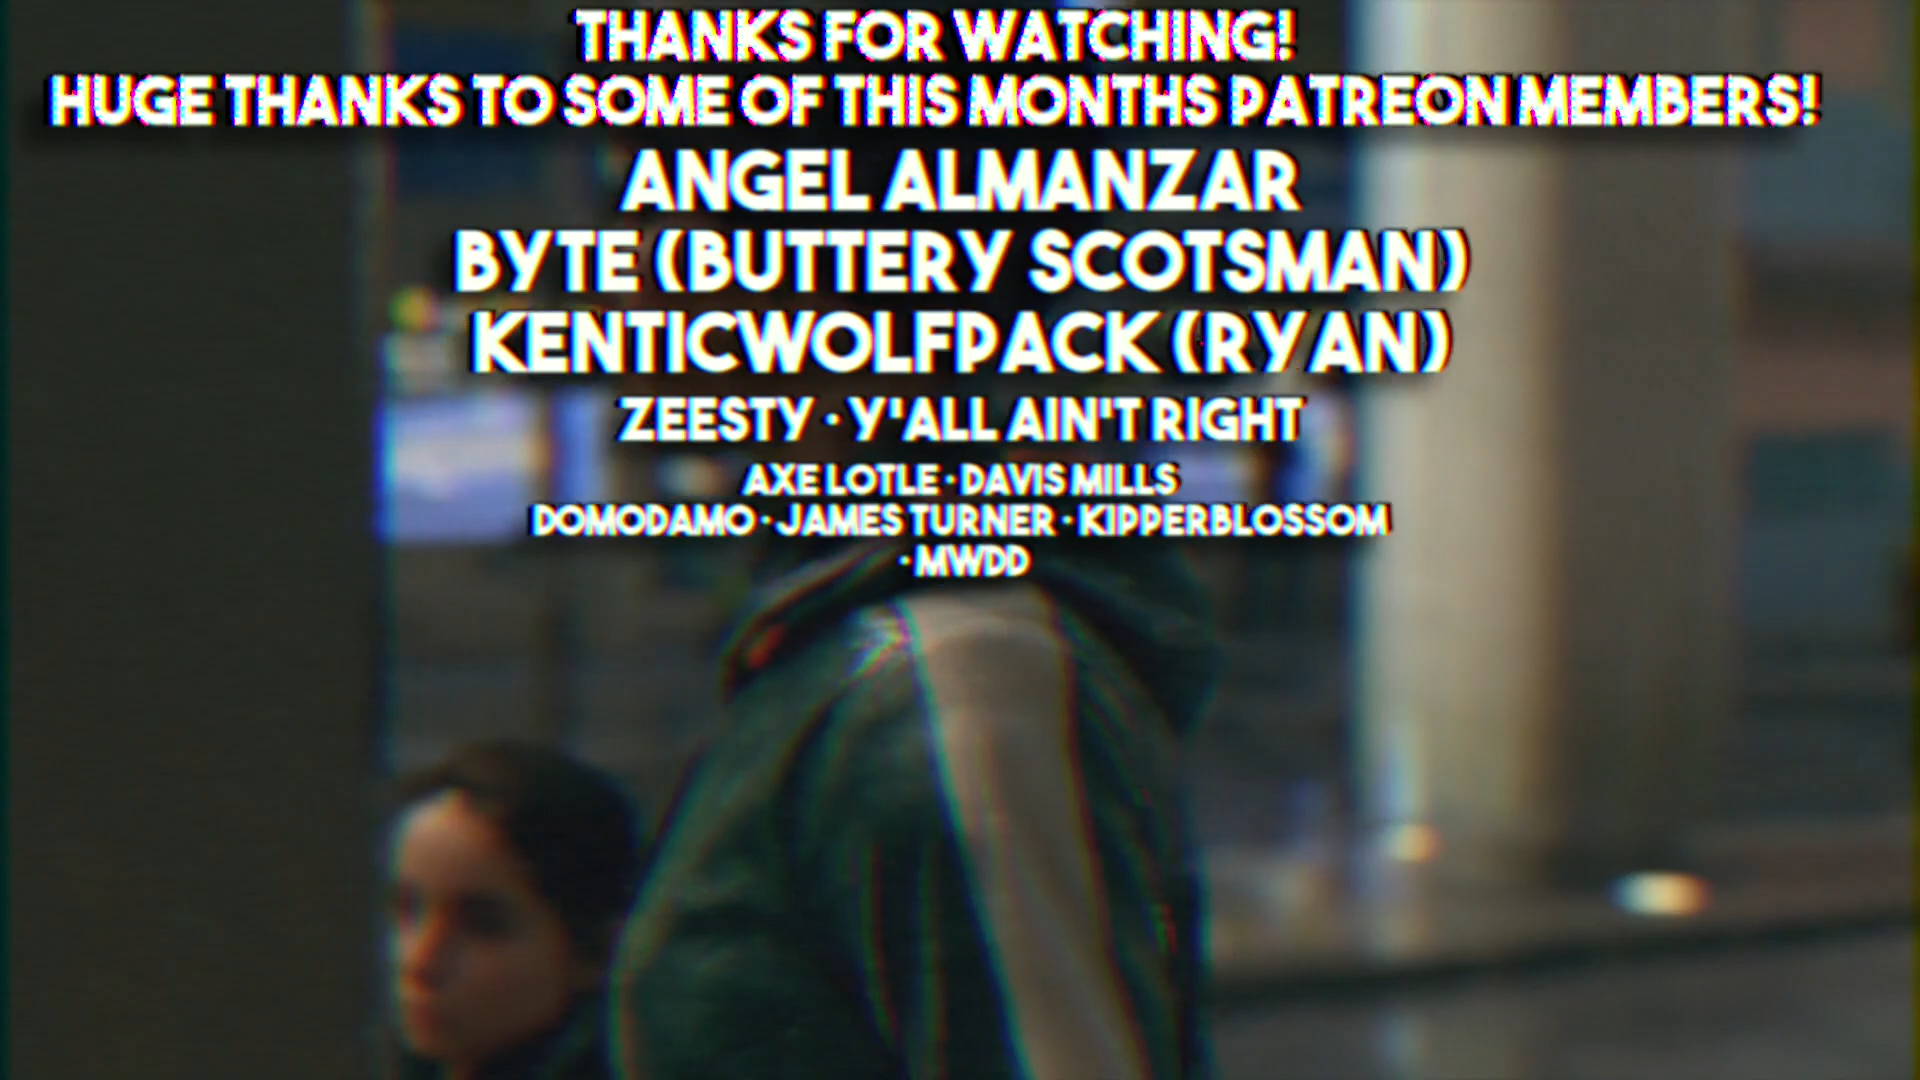 THANKS FOR WATCHING!
HUGE THANKS TO SOME OF THIS MONTHS PATREON MEMBERS!
ANGEL ALMANZAR
BYTE (BUTTERY SCOTSMAN)
KENTICWOLFPACK (RYAN)
ZEESTY · Y'ALL AIN'T RIGHT
AXE LOTLE · DAVIS MILLS
DOMODAMO · JAMES TURNER · KIPPERBLOSSOM
· MWDD